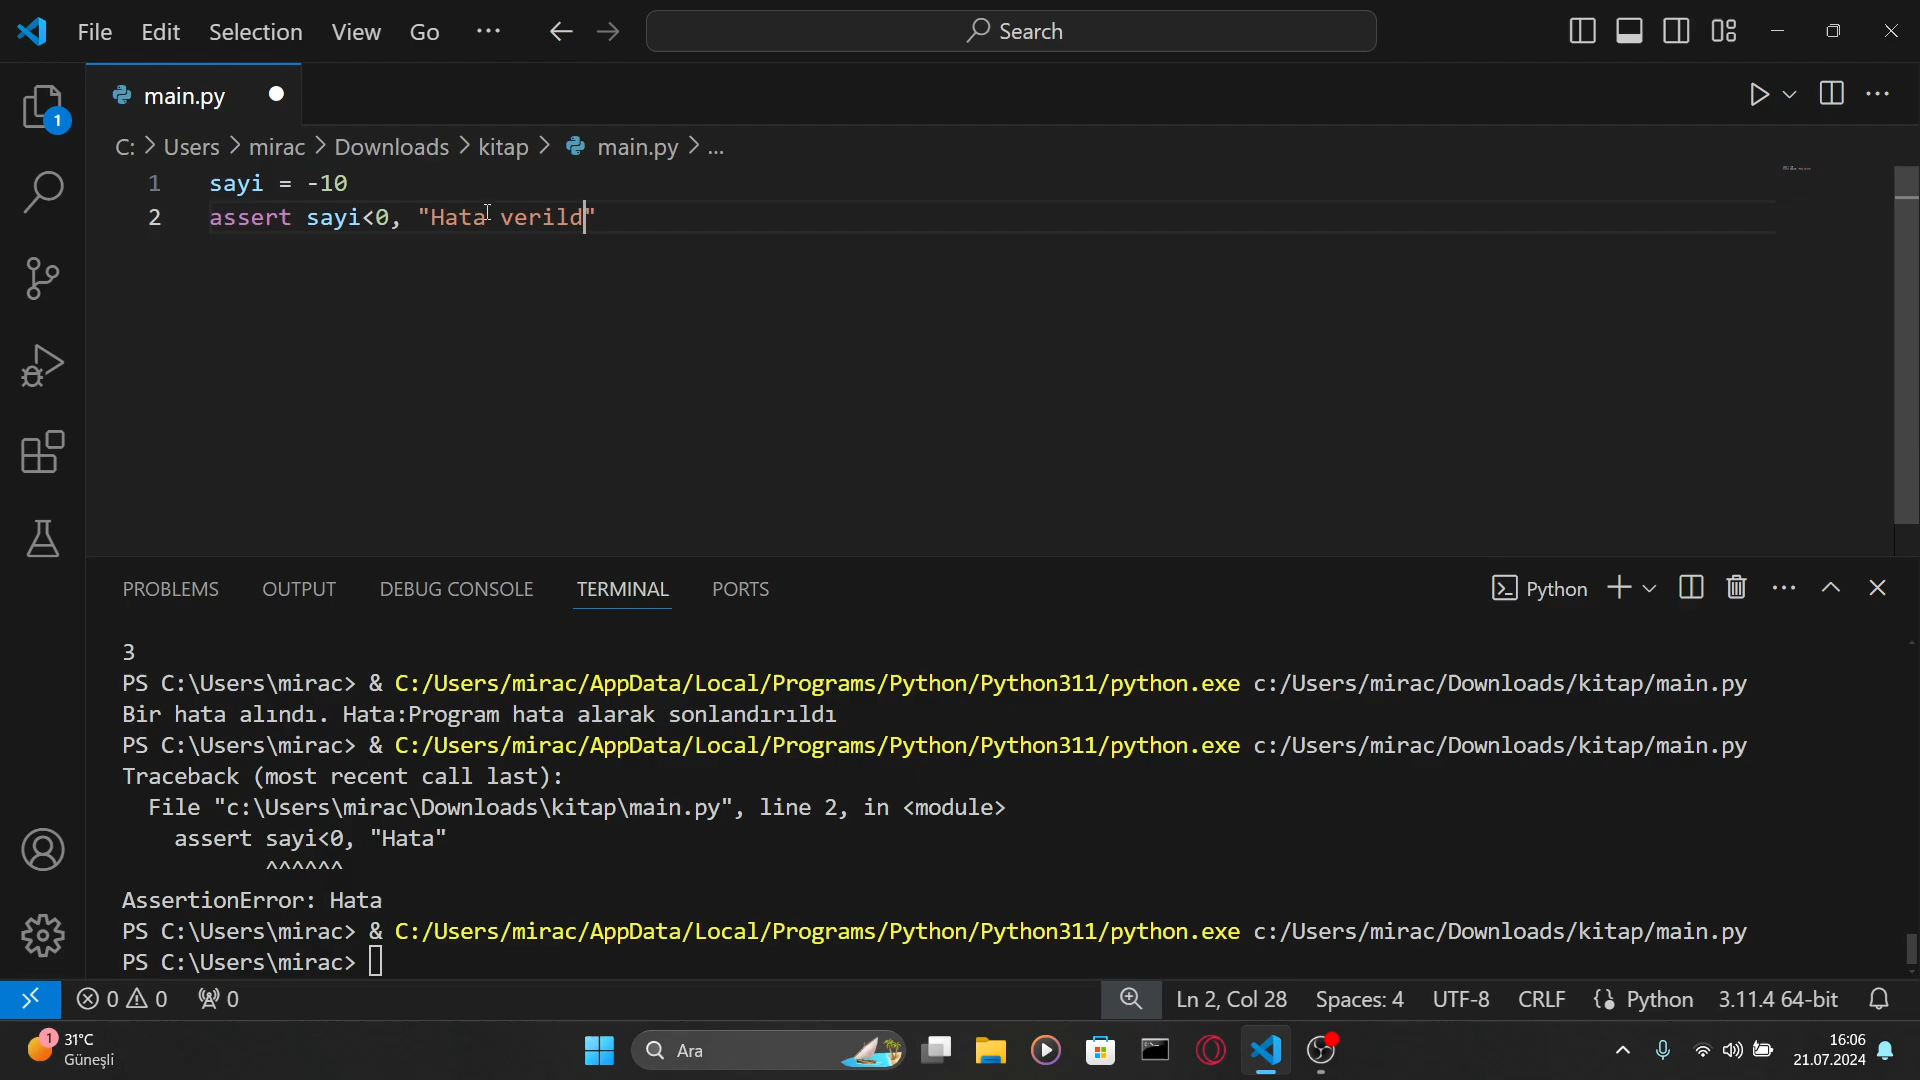 File Edit Selection View Go ··· Search
main.py
C: > Users > mirac > Downloads > kitap > main.py > ...
1 sayi = -10
2 assert sayi<0, "Hata verild"
1
PROBLEMS OUTPUT DEBUG CONSOLE TERMINAL PORTS
Python
3
PS C:\Users\mirac> & C:/Users/mirac/AppData/Local/Programs/Python/Python311/python.exe c:/Users/mirac/Downloads/kitap/main.py
Bir hata alındı. Hata:Program hata alarak sonlandırıldı
PS C:\Users\mirac> & C:/Users/mirac/AppData/Local/Programs/Python/Python311/python.exe c:/Users/mirac/Downloads/kitap/main.py
Traceback (most recent call last):
File "c:\Users\mirac\Downloads\kitap\main.py", line 2, in <module>
assert sayi<0, "Hata"
^^^^^^
AssertionError: Hata
PS C:\Users\mirac> & C:/Users/mirac/AppData/Local/Programs/Python/Python311/python.exe c:/Users/mirac/Downloads/kitap/main.py
PS C:\Users\mirac>
0 0 0 Ln 2, Col 28 Spaces: 4 UTF-8 CRLF Python 3.11.4 64-bit
1 31°C
Güneşli
Ara
16:06
21.07.2024